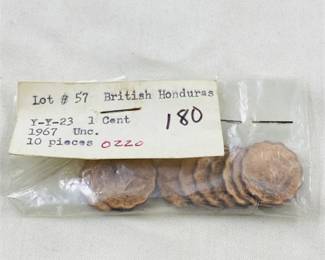 Lot # 57 British Honduras
Y-Y-23 1 Cent
1967 Unc.
180
10 pieces 0220